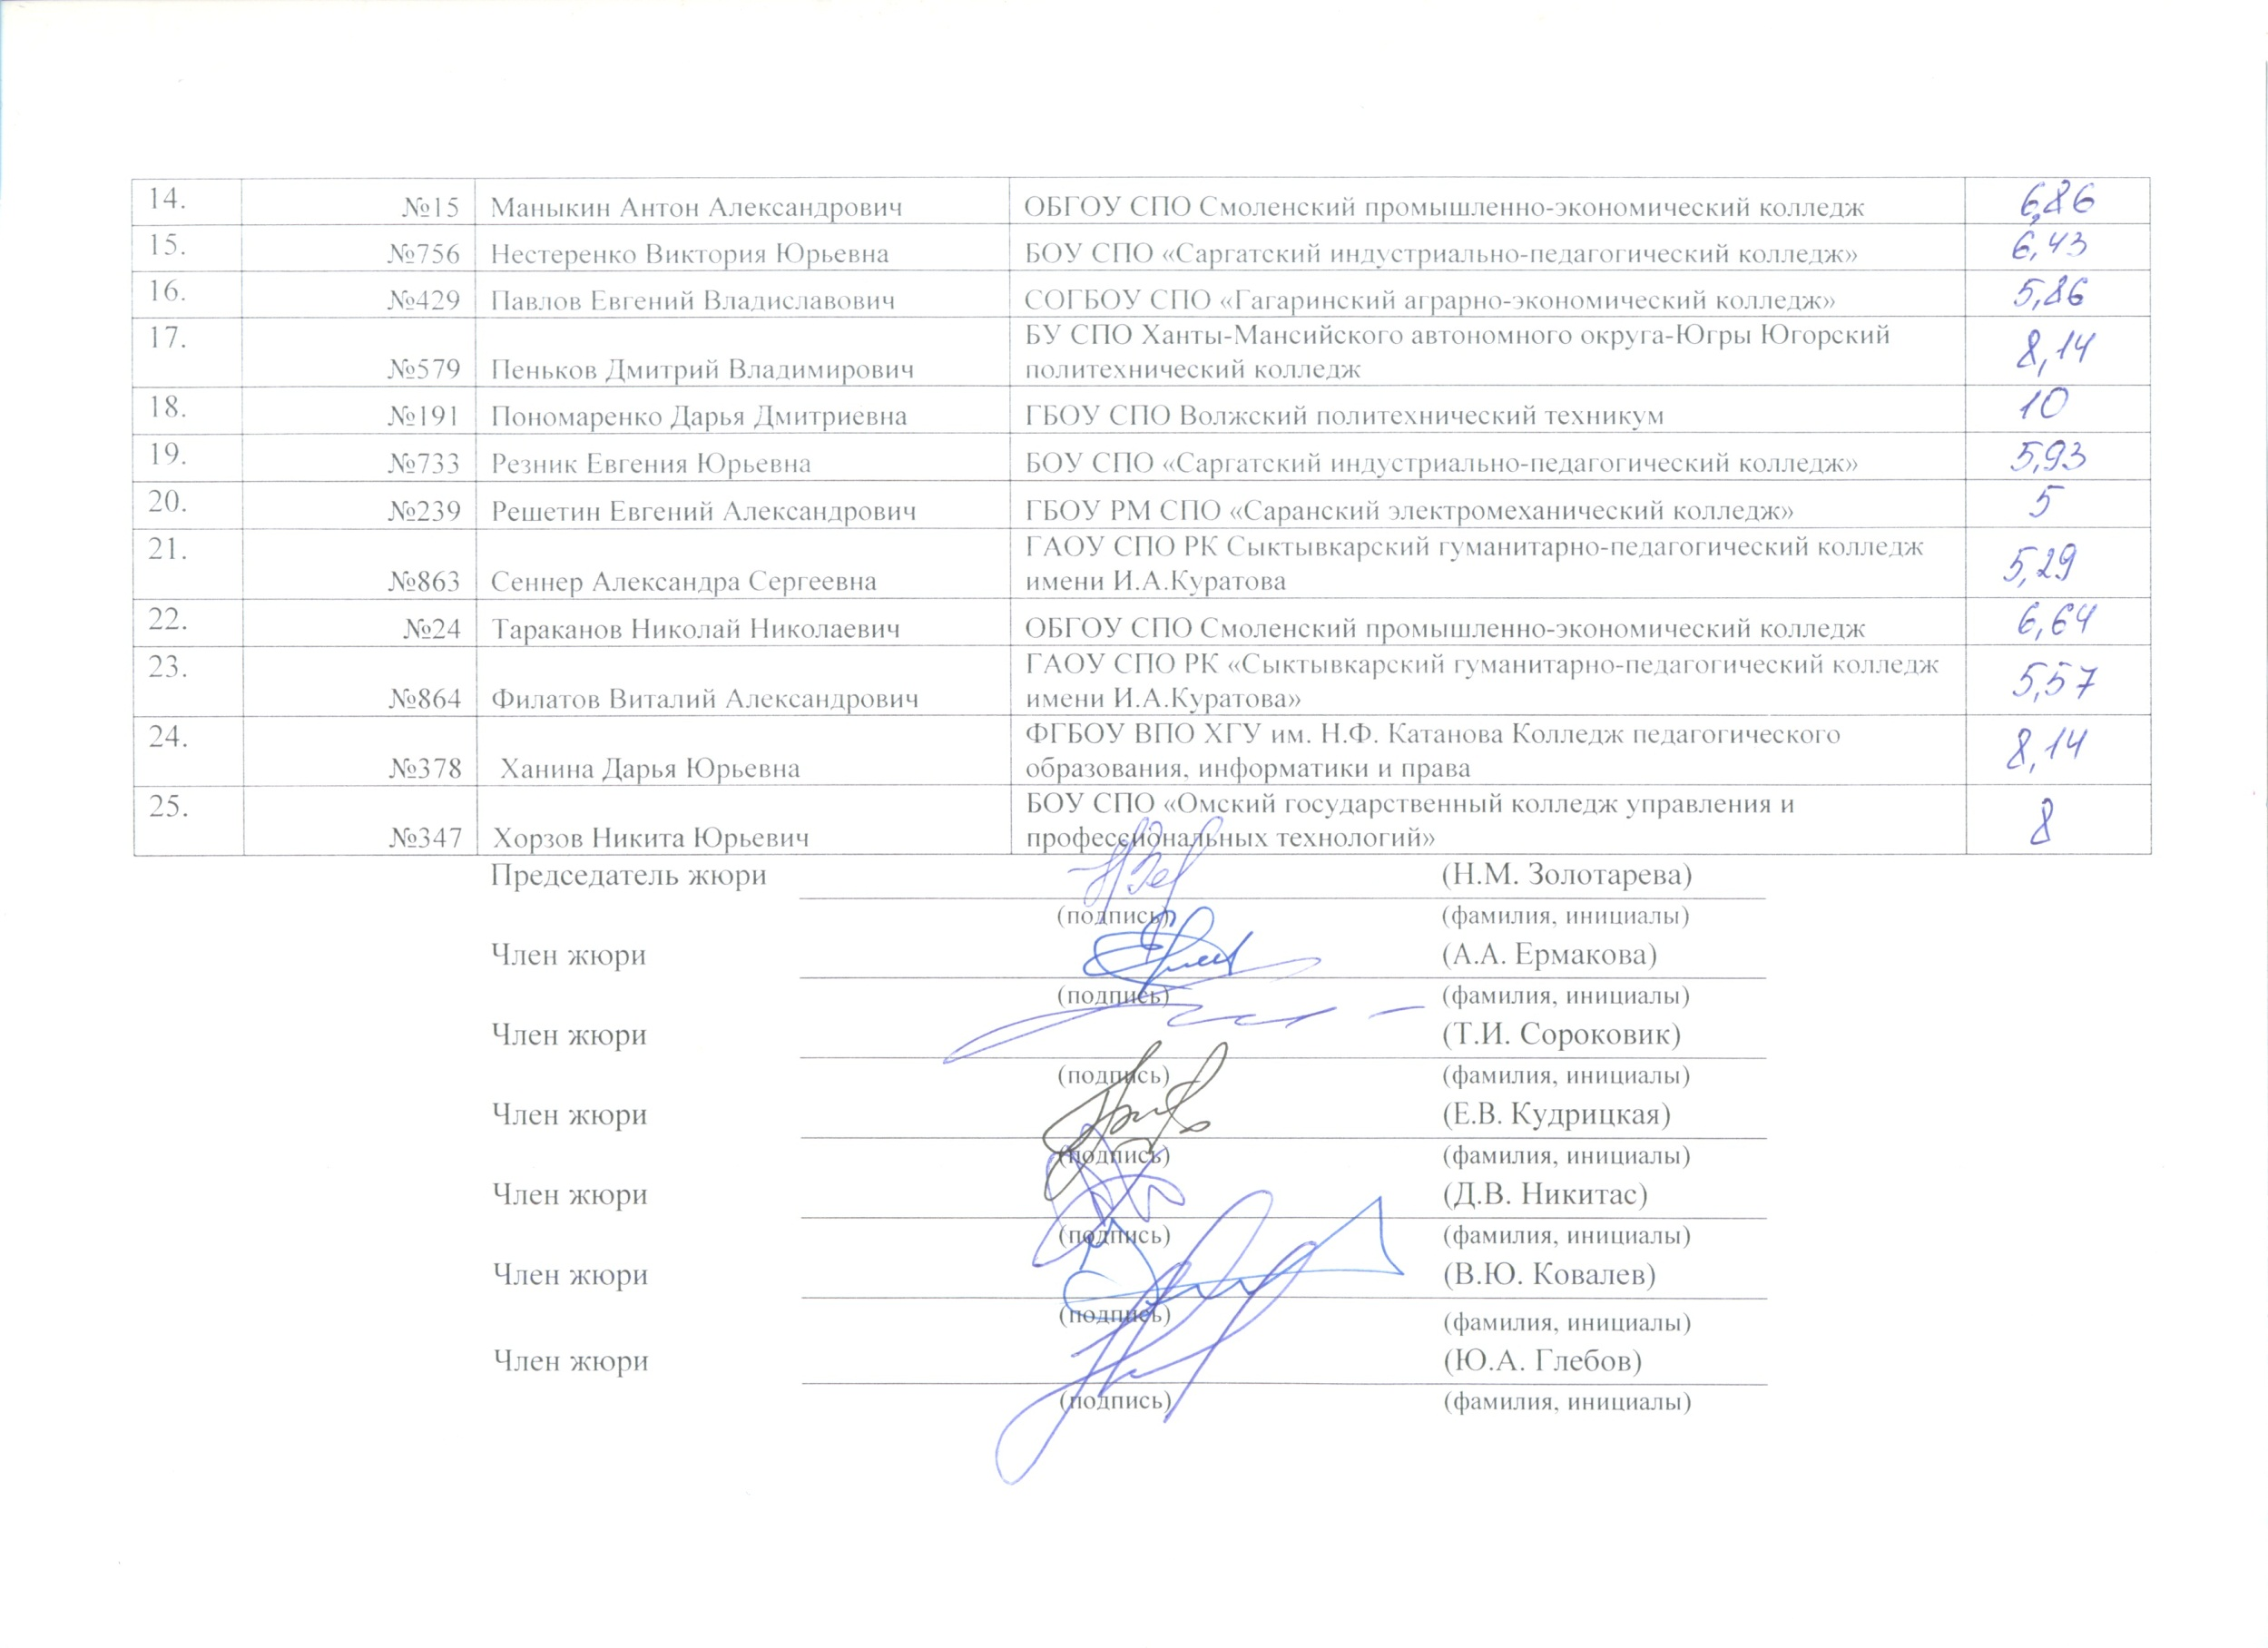 14. №15 Маныкин Антон Александрович ОБГОУ СПО Смоленский промышленно-экономический колледж 6,86
15. №756 Нестеренко Виктория Юрьевна БОУ СПО «Саргатский индустриально-педагогический колледж» 6,43
16. №429 Павлов Евгений Владиславович СОГБОУ СПО «Гагаринский аграрно-экономический колледж» 5,86
17. БУ СПО Ханты-Мансийского автономного округа-Югры Югорский
№579 Пеньков Дмитрий Владимирович политехнический колледж 8,14
18. №191 Пономаренко Дарья Дмитриевна ГБОУ СПО Волжский политехнический техникум 10
19. №733 Резник Евгения Юрьевна БОУ СПО «Саргатский индустриально-педагогический колледж» 5,93
20. №239 Решетин Евгений Александрович ГБОУ РМ СПО «Саранский электромеханический колледж» 5
21. ГАОУ СПО РК Сыктывкарский гуманитарно-педагогический колледж
№863 Сеннер Александра Сергеевна имени И.А.Куратова 5,29
22. №24 Тараканов Николай Николаевич ОБГОУ СПО Смоленский промышленно-экономический колледж 6,64
23. ГАОУ СПО РК «Сыктывкарский гуманитарно-педагогический колледж
№864 Филатов Виталий Александрович имени И.А.Куратова» 5,57
24. ФГБОУ ВПО ХГУ им. Н.Ф. Катанова Колледж педагогического
№378 Ханина Дарья Юрьевна образования, информатики и права 8,14
25. БОУ СПО «Омский государственный колледж управления и
№347 Хорзов Никита Юрьевич профессиональных технологий» 8
Председатель жюри (Н.М. Золотарева)
(подпись) (фамилия, инициалы)
Член жюри (А.А. Ермакова)
(подпись) (фамилия, инициалы)
Член жюри (Т.И. Сороковик)
(подпись) (фамилия, инициалы)
Член жюри (Е.В. Кудрицкая)
(подпись) (фамилия, инициалы)
Член жюри (Д.В. Никитас)
(подпись) (фамилия, инициалы)
Член жюри (В.Ю. Ковалев)
(подпись) (фамилия, инициалы)
Член жюри (Ю.А. Глебов)
(подпись) (фамилия, инициалы)